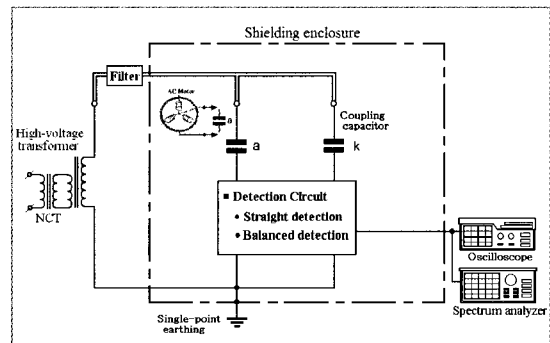 Shielding enclosure
Filter
AC Motor
a
Coupling
capacitor
High-voltage
transformer
a
k
NCT
■ Detection Circuit
• Straight detection
• Balanced detection
Oscilloscope
Single-point
earthing
Spectrum analyzer